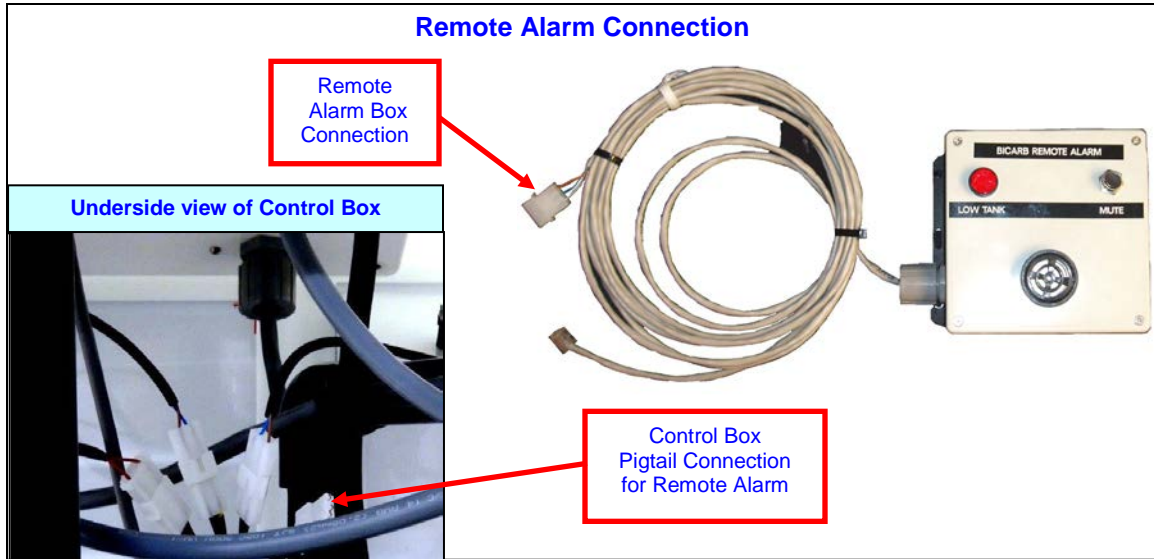 Remote Alarm Connection
Remote
Alarm Box
Connection
BICARB REMOTE ALARM
LOW TANK
MUTE
Underside view of Control Box
Control Box
Pigtail Connection
for Remote Alarm